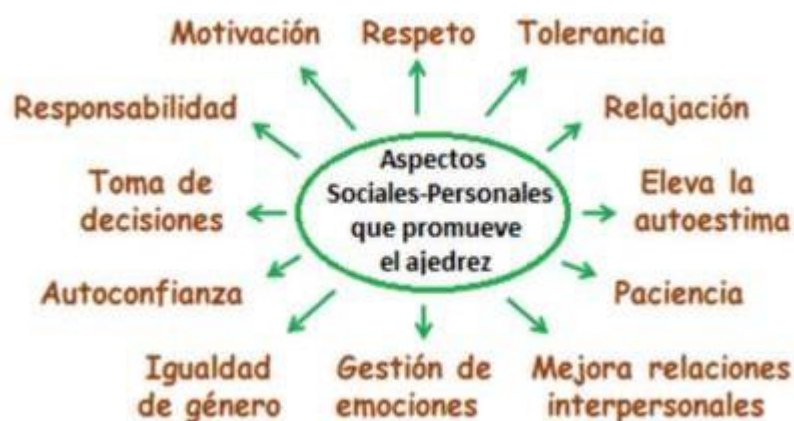 Motivación Respeto Tolerancia
Responsabilidad
Relajación
Aspectos
Sociales-Personales
que promueve
el ajedrez
Toma de
decisiones
Eleva la
autoestima
Autoconfianza
Paciencia
Igualdad
de género
Gestión de
emociones
Mejora relaciones
interpersonales